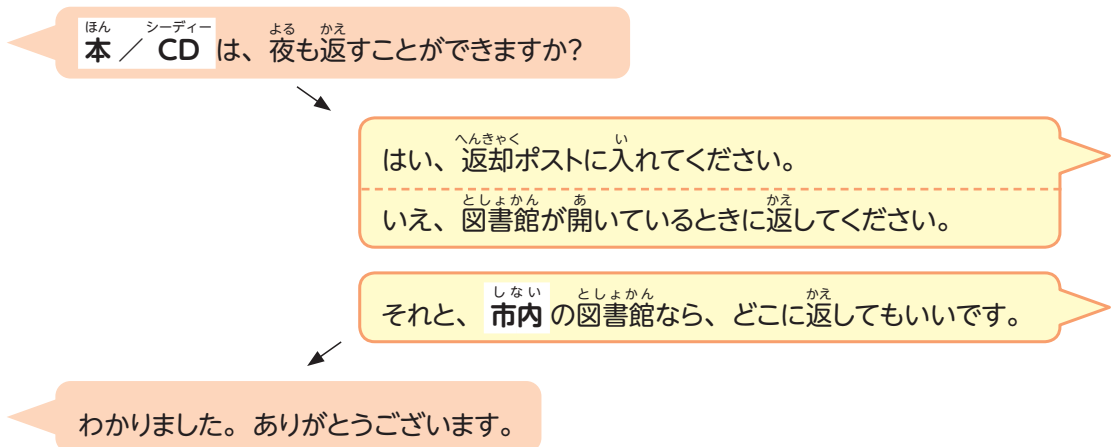 本／CDは、夜も返すことができますか？
はい、返却ポストに入れてください。
いえ、図書館が開いているときに返してください。
それと、市内の図書館なら、どこに返してもいいです。
わかりました。ありがとうございます。